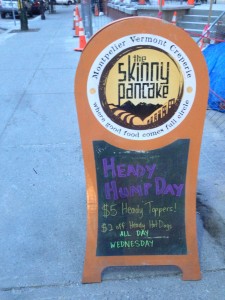 Montpelier Vermont Creperie
the
skinny
pancake
where good food comes full circle
HEADY
HOUR DAY
$5 Heady Toppers!
$2 off Heady Hot Dogs
ALL DAY
WEDNESDAY